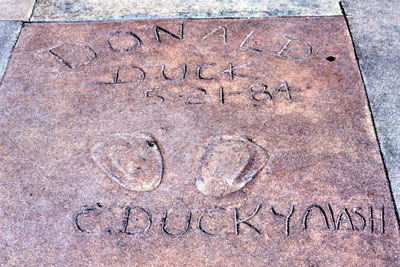 DONALD
DUCK
5-21-84
C. DUCKY NASH